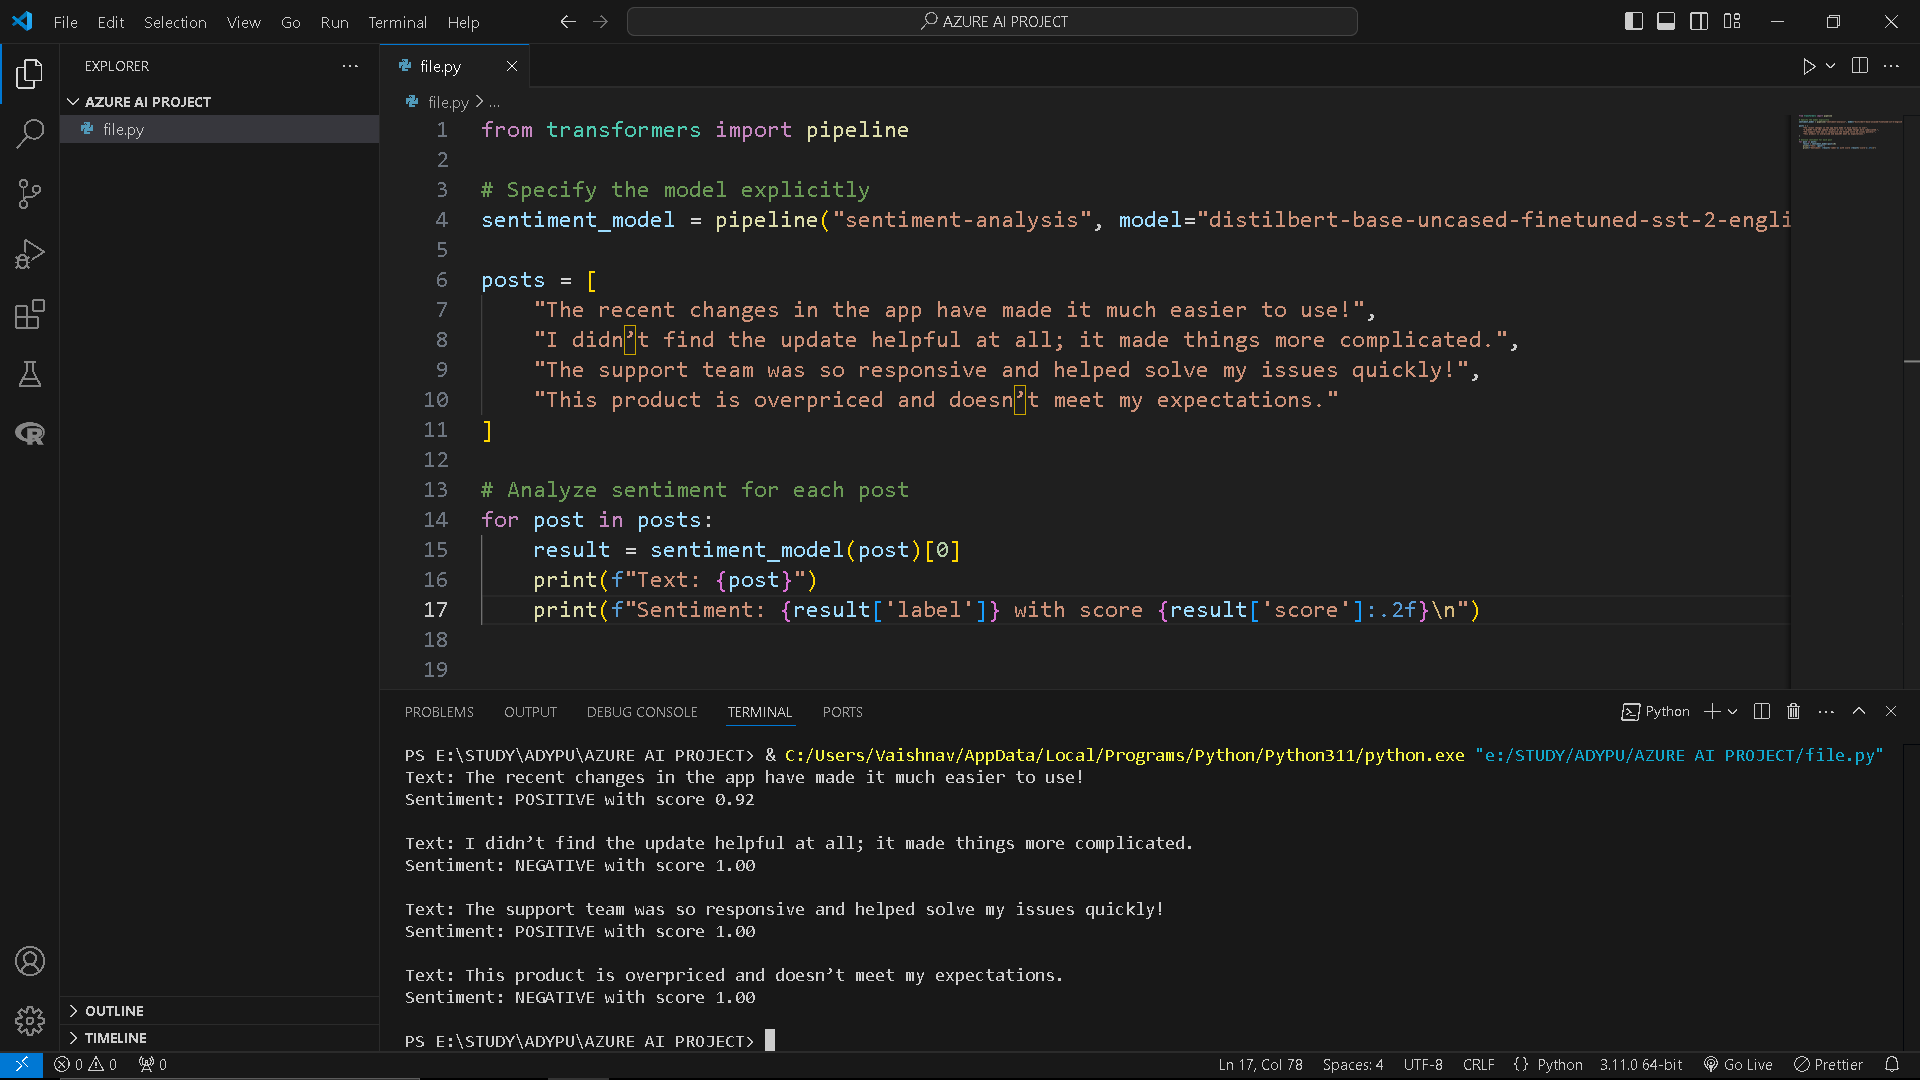 File Edit Selection View Go Run Terminal Help
AZURE AI PROJECT
EXPLORER
AZURE AI PROJECT
file.py
OUTLINE
TIMELINE
file.py
file.py > ...
1 from transformers import pipeline
2
3 # Specify the model explicitly
4 sentiment_model = pipeline("sentiment-analysis", model="distilbert-base-uncased-finetuned-sst-2-engli
5
6 posts = [
7 "The recent changes in the app have made it much easier to use!",
8 "I didn’t find the update helpful at all; it made things more complicated.",
9 "The support team was so responsive and helped solve my issues quickly!",
10 "This product is overpriced and doesn’t meet my expectations."
11 ]
12
13 # Analyze sentiment for each post
14 for post in posts:
15 result = sentiment_model(post)[0]
16 print(f"Text: {post}")
17 print(f"Sentiment: {result['label']} with score {result['score']:.2f}\n")
18
19
PROBLEMS OUTPUT DEBUG CONSOLE TERMINAL PORTS
Python
PS E:\STUDY\ADYPU\AZURE AI PROJECT> & C:/Users/Vaishnav/AppData/Local/Programs/Python/Python311/python.exe "e:/STUDY/ADYPU/AZURE AI PROJECT/file.py"
Text: The recent changes in the app have made it much easier to use!
Sentiment: POSITIVE with score 0.92
Text: I didn’t find the update helpful at all; it made things more complicated.
Sentiment: NEGATIVE with score 1.00
Text: The support team was so responsive and helped solve my issues quickly!
Sentiment: POSITIVE with score 1.00
Text: This product is overpriced and doesn’t meet my expectations.
Sentiment: NEGATIVE with score 1.00
PS E:\STUDY\ADYPU\AZURE AI PROJECT>
0 0 0
Ln 17, Col 78 Spaces: 4 UTF-8 CRLF {} Python 3.11.0 64-bit Go Live Prettier